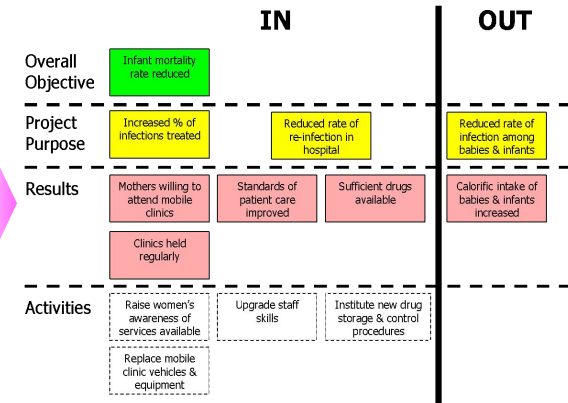 IN
OUT
Overall
Objective
Infant mortality
rate reduced
Project
Purpose
Increased % of
infections treated
Reduced rate of
re-infection in
hospital
Reduced rate of
infection among
babies & infants
Results
Mothers willing to
attend mobile
clinics
Standards of
patient care
improved
Sufficient drugs
available
Calorific intake of
babies & infants
increased
Clinics held
regularly
Activities
Raise women's
awareness of
services available
Upgrade staff
skills
Institute new drug
storage & control
procedures
Replace mobile
clinic vehicles &
equipment